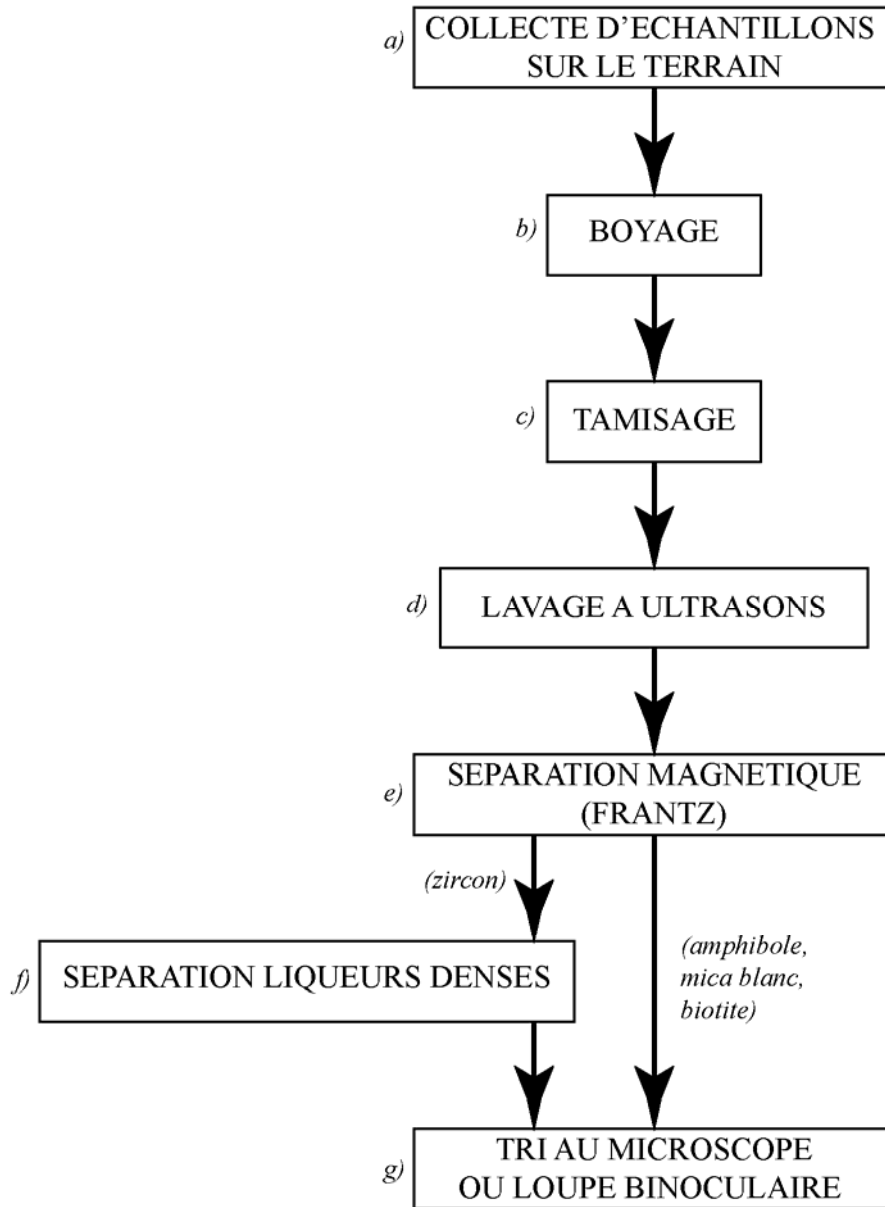 a)
COLLECTE D'ECHANTILLONS
SUR LE TERRAIN
b)
BOYAGE
c)
TAMISAGE
d)
LAVAGE A ULTRASONS
e)
SEPARATION MAGNETIQUE
(FRANTZ)
(zircon)
(amphibole,
mica blanc,
biotite)
f)
SEPARATION LIQUEURS DENSES
g)
TRI AU MICROSCOPE
OU LOUPE BINOCULAIRE